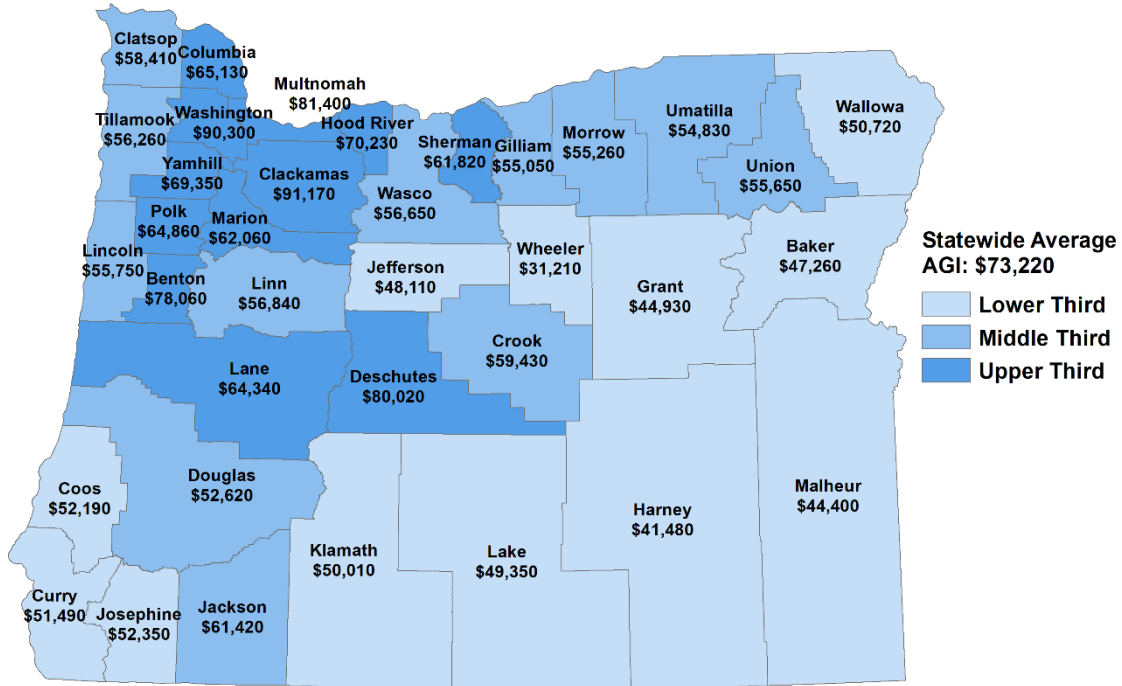 Clatsop
$58,410
Columbia
$65,130
Multnomah
$81,400
Tillamook
$56,260
Washington
$90,300
Hood River
$70,230
Sherman
$61,820
Gilliam
$55,050
Morrow
$55,260
Umatilla
$54,830
Wallowa
$50,720
Union
$55,650
Yamhill
$69,350
Clackamas
$91,170
Wasco
$56,650
Polk
$64,860
Marion
$62,060
Lincoln
$55,750
Benton
$78,060
Linn
$56,840
Jefferson
$48,110
Wheeler
$31,210
Grant
$44,930
Baker
$47,260
Lane
$64,340
Deschutes
$80,020
Crook
$59,430
Coos
$52,190
Douglas
$52,620
Klamath
$50,010
Lake
$49,350
Harney
$41,480
Malheur
$44,400
Curry
$51,490
Josephine
$52,350
Jackson
$61,420
Statewide Average
AGI: $73,220
Lower Third
Middle Third
Upper Third